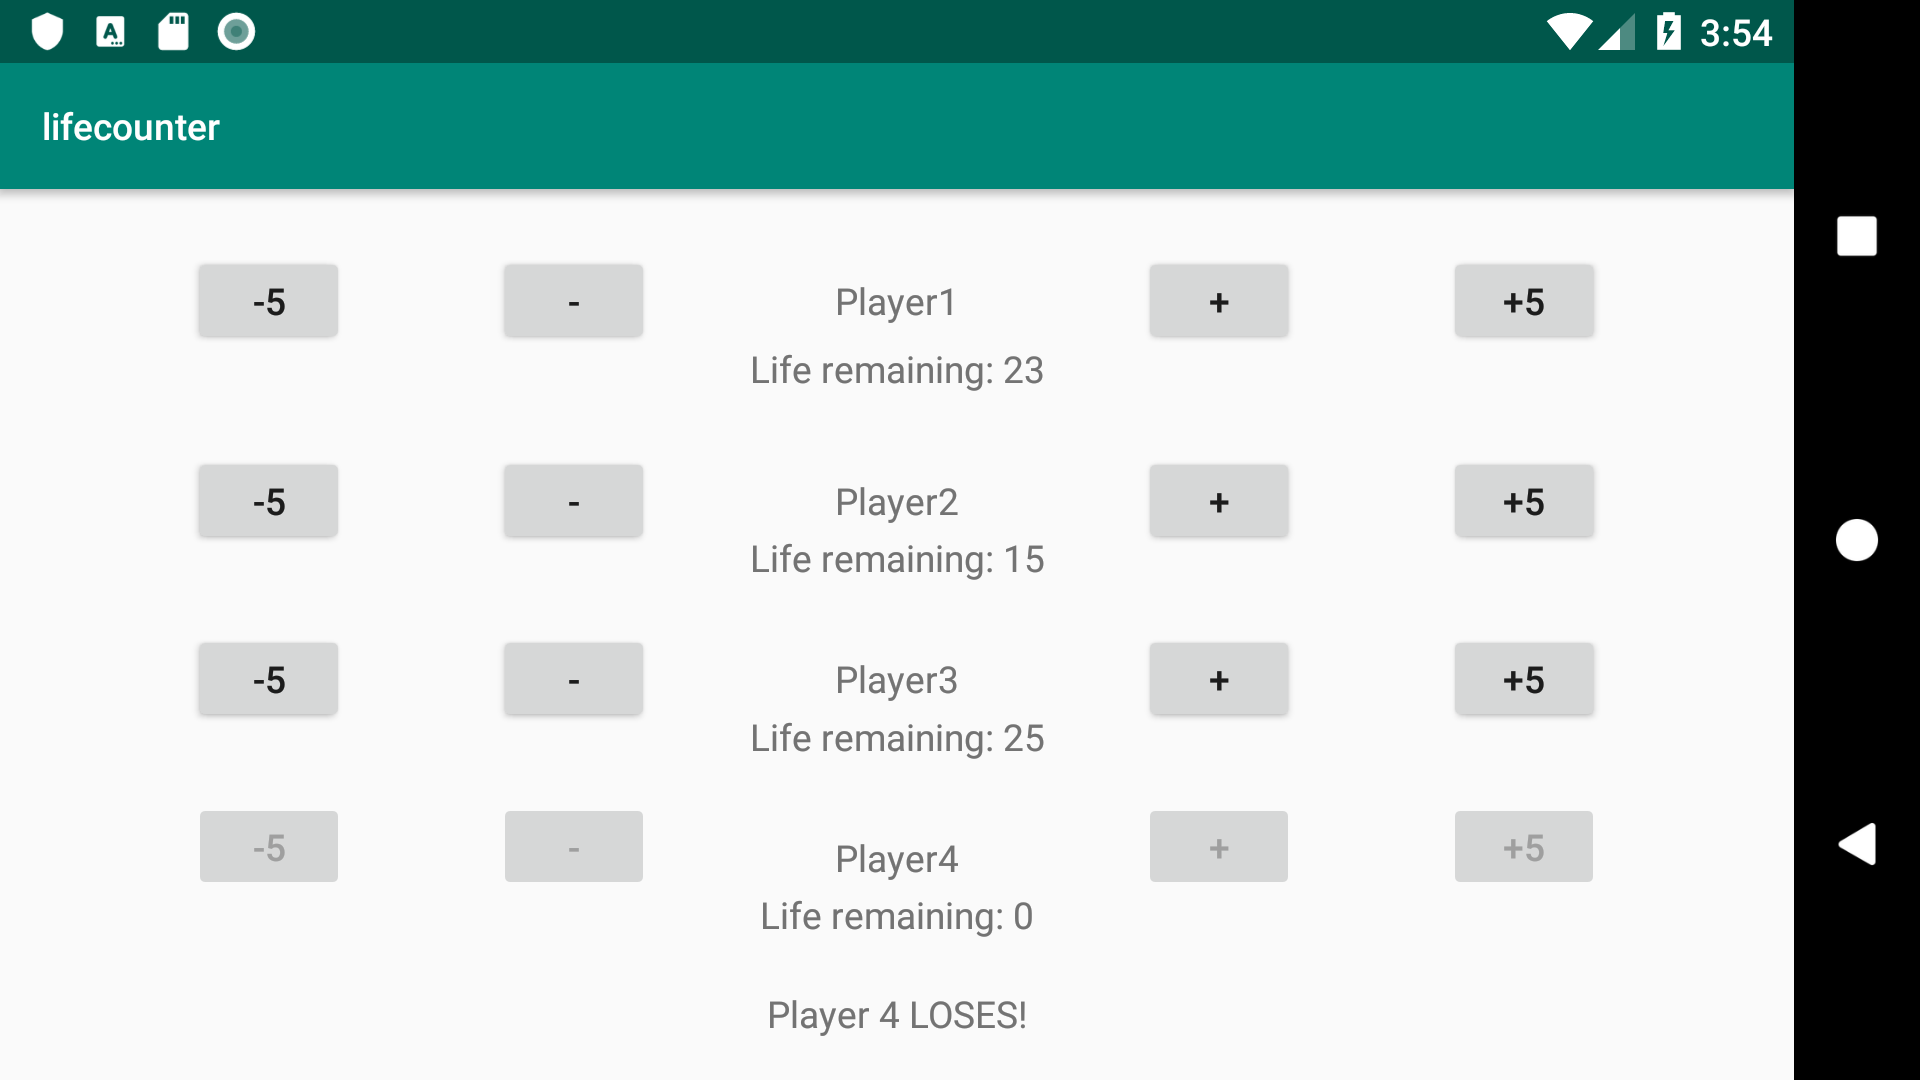 3:54
lifecounter
-5 - Player1 + +5
Life remaining: 23
-5 - Player2 + +5
Life remaining: 15
-5 - Player3 + +5
Life remaining: 25
-5 - Player4 + +5
Life remaining: 0
Player 4 LOSES!